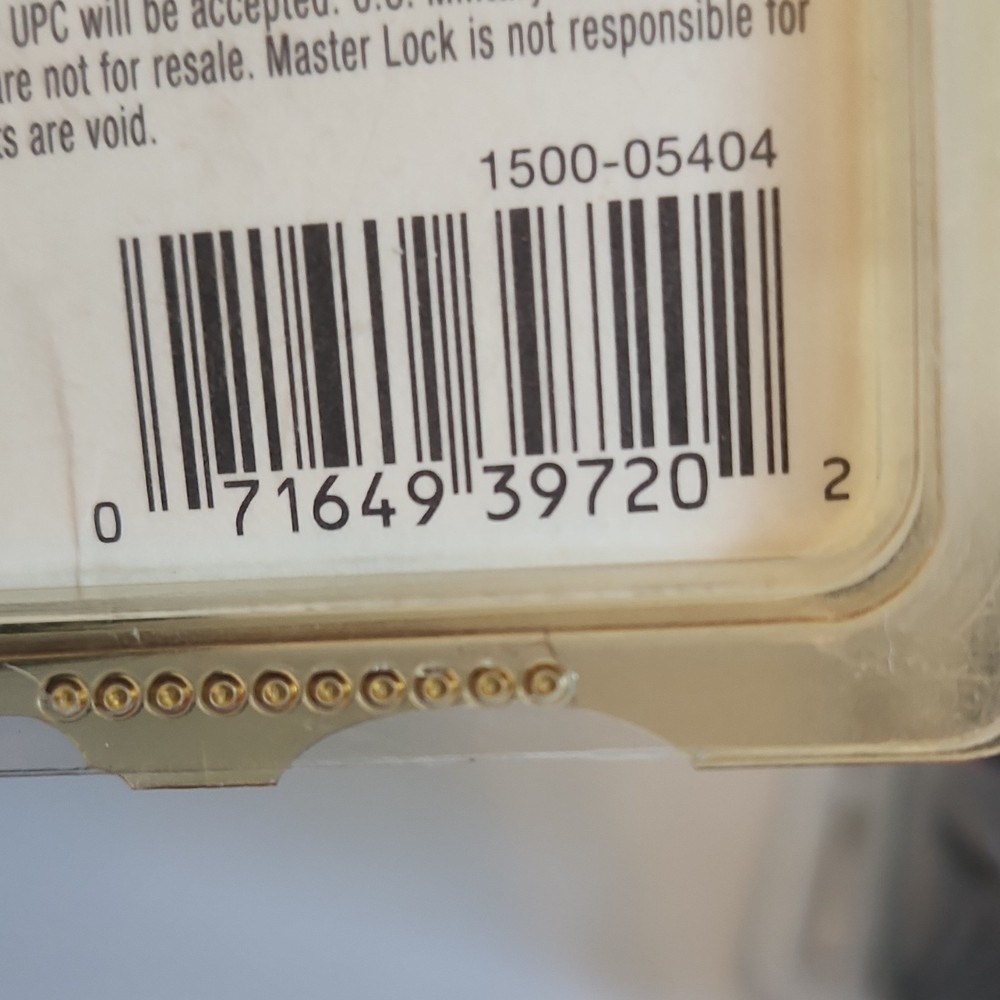 UPC will be accepted. U.S.
are not for resale. Master Lock is not responsible for
are void.
1500-05404
0 71649 39720 2